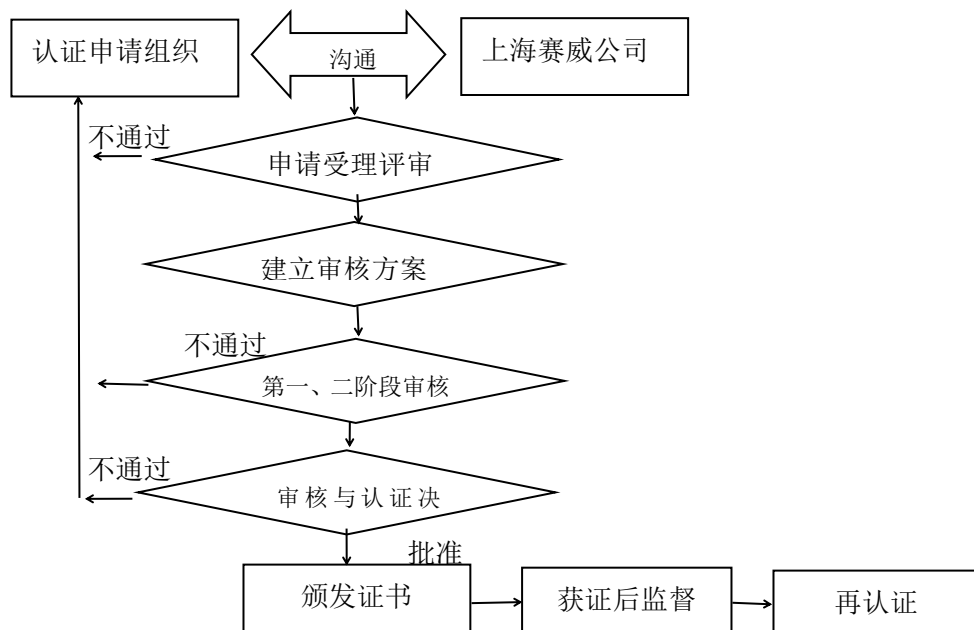 认证申请组织
沟通
上海赛威公司
不通过
申请受理评审
建立审核方案
不通过
第一、二阶段审核
不通过
审核与认证决
批准
颁发证书
获证后监督
再认证